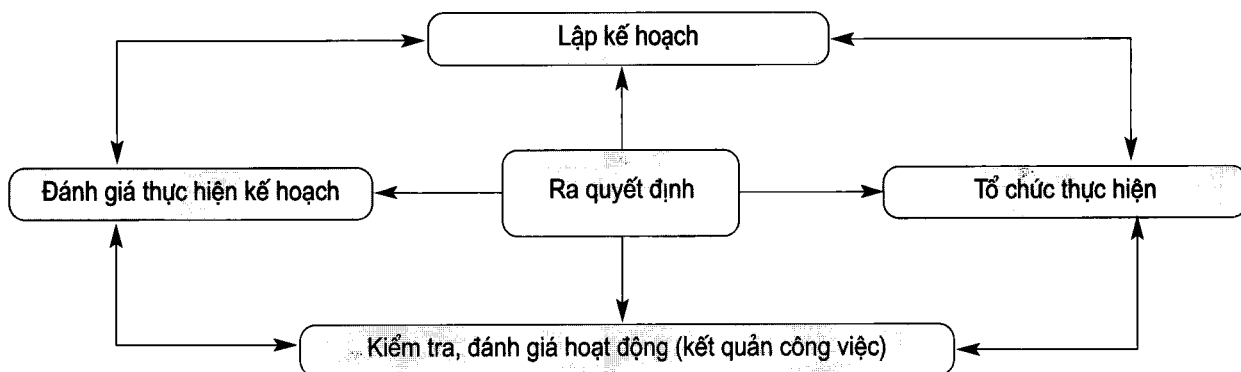 Lập kế hoạch
Đánh giá thực hiện kế hoạch
Ra quyết định
Tổ chức thực hiện
Kiểm tra, đánh giá hoạt động (kết quản công việc)